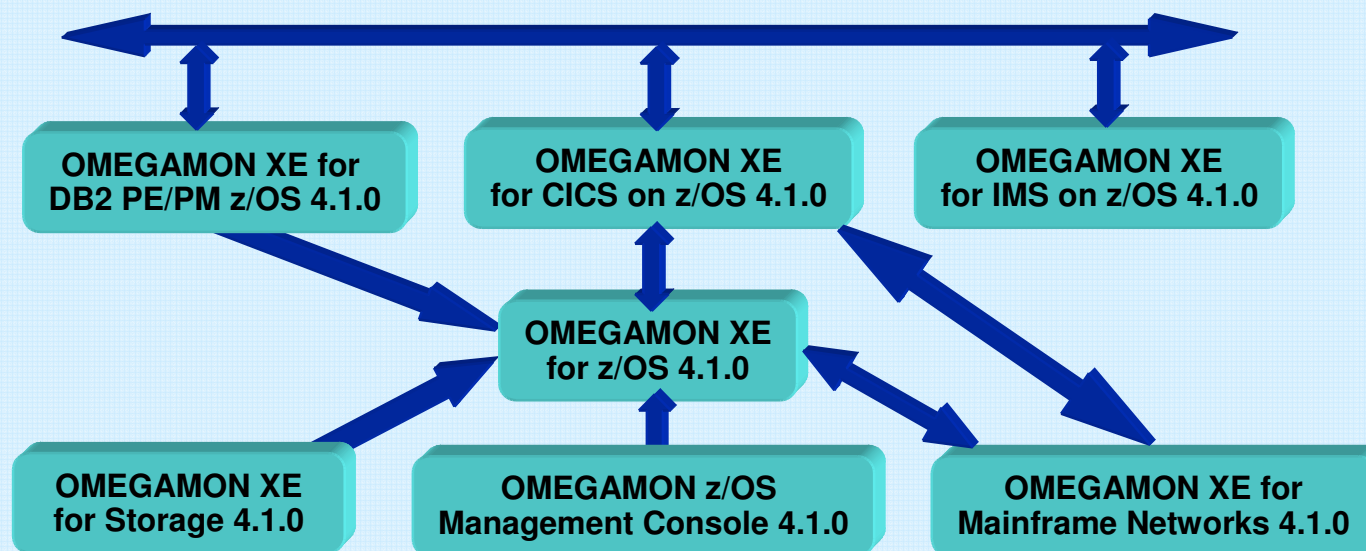 OMEGAMON XE for
DB2 PE/PM z/OS 4.1.0
OMEGAMON XE
for CICS on z/OS 4.1.0
OMEGAMON XE
for IMS on z/OS 4.1.0
OMEGAMON XE
for z/OS 4.1.0
OMEGAMON XE
for Storage 4.1.0
OMEGAMON z/OS
Management Console 4.1.0
OMEGAMON XE for
Mainframe Networks 4.1.0